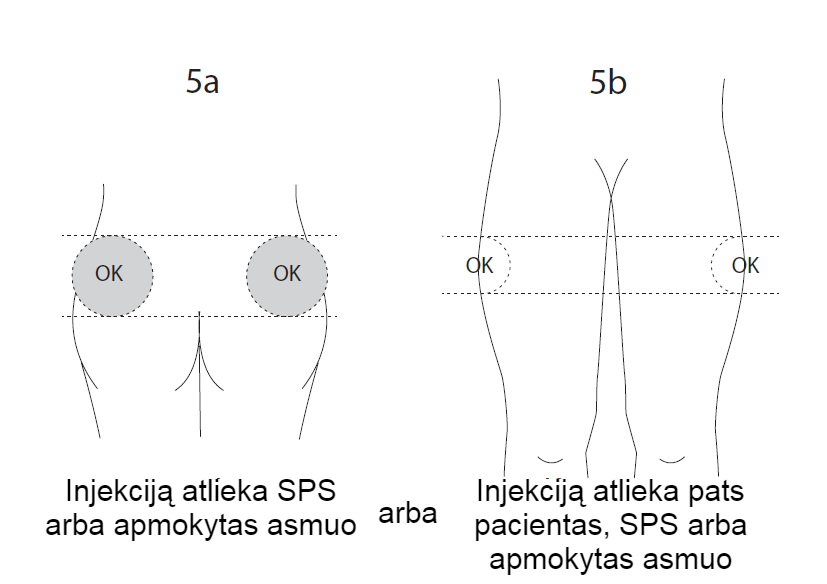 5a
5b
OK
OK
OK
OK
Injekciją atlieka SPS
arba apmokytas asmuo
arba
Injekciją atlieka pats
pacientas, SPS arba
apmokytas asmuo